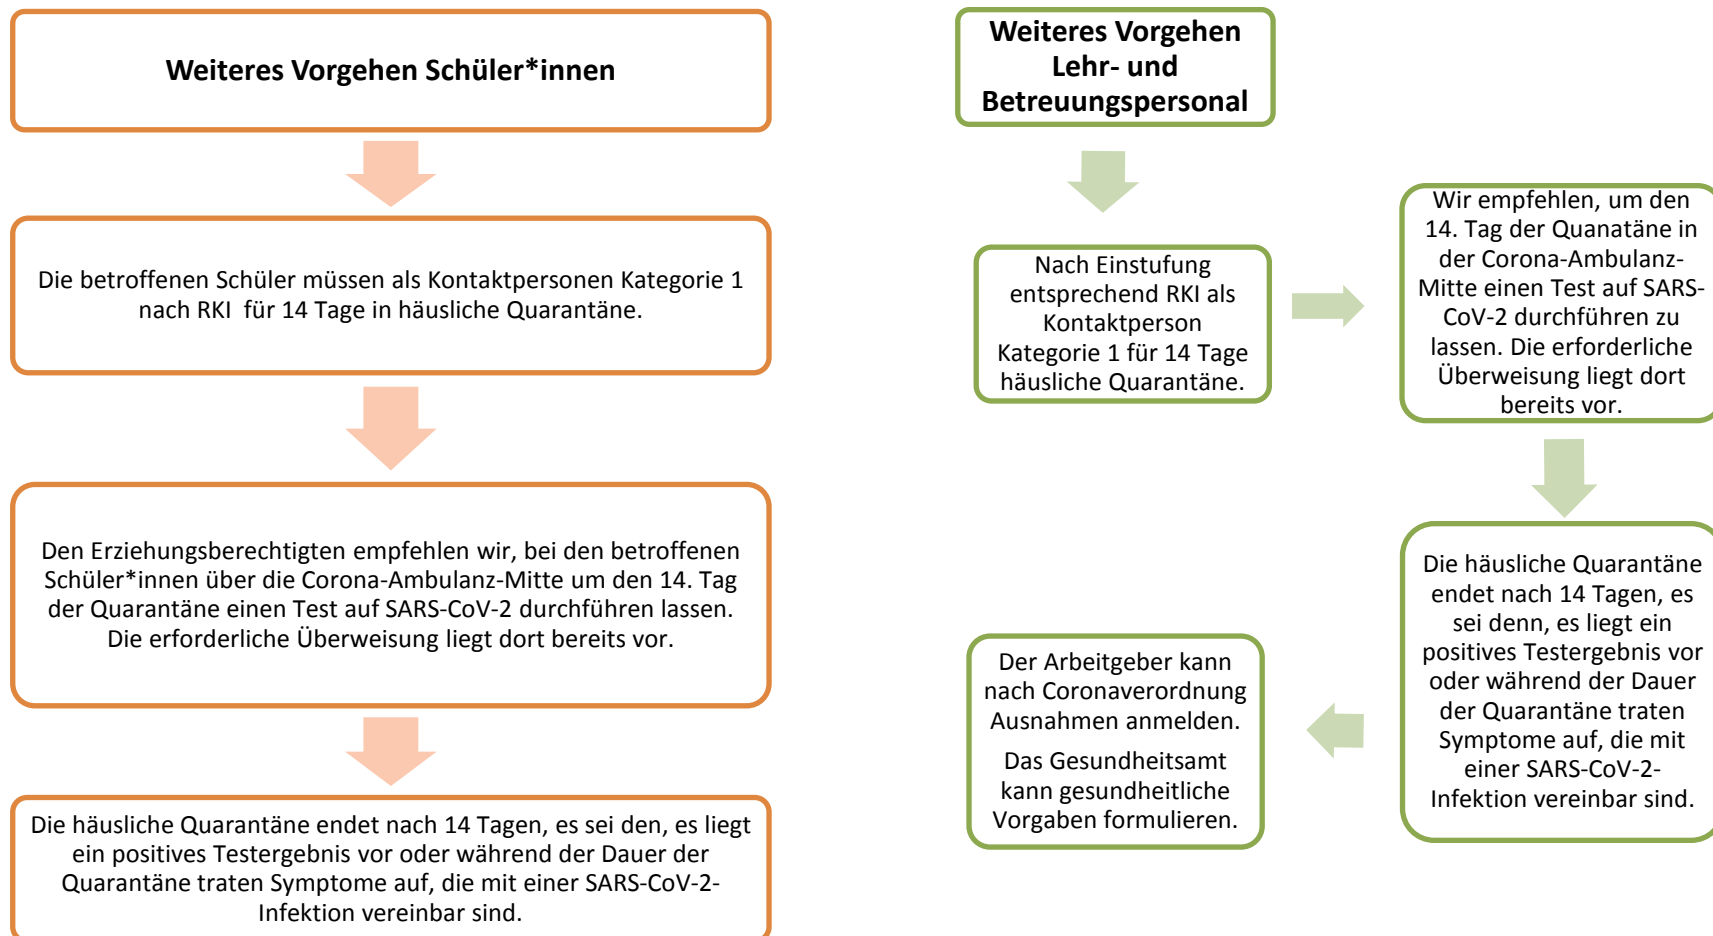 Weiteres Vorgehen Schüler*innen
Die betroffenen Schüler müssen als Kontaktpersonen Kategorie 1
nach RKI  für 14 Tage in häusliche Quarantäne.
Den Erziehungsberechtigten empfehlen wir, bei den betroffenen
Schüler*innen über die Corona-Ambulanz-Mitte um den 14. Tag
der Quarantäne einen Test auf SARS-CoV-2 durchführen lassen.
Die erforderliche Überweisung liegt dort bereits vor.
Die häusliche Quarantäne endet nach 14 Tagen, es sei den, es liegt
ein positives Testergebnis vor oder während der Dauer der
Quarantäne traten Symptome auf, die mit einer SARS-CoV-2-
Infektion vereinbar sind.
Weiteres Vorgehen
Lehr- und
Betreuungspersonal
Nach Einstufung
entsprechend RKI als
Kontaktperson
Kategorie 1 für 14 Tage
häusliche Quarantäne.
Wir empfehlen, um den
14. Tag der Quanatäne in
der Corona-Ambulanz-
Mitte einen Test auf SARS-
CoV-2 durchführen zu
lassen. Die erforderliche
Überweisung liegt dort
bereits vor.
Die häusliche Quarantäne
endet nach 14 Tagen, es
sei denn, es liegt ein
positives Testergebnis vor
oder während der Dauer
der Quarantäne traten
Symptome auf, die mit
einer SARS-CoV-2-
Infektion vereinbar sind.
Der Arbeitgeber kann
nach Coronaverordnung
Ausnahmen anmelden.
Das Gesundheitsamt
kann gesundheitliche
Vorgaben formulieren.